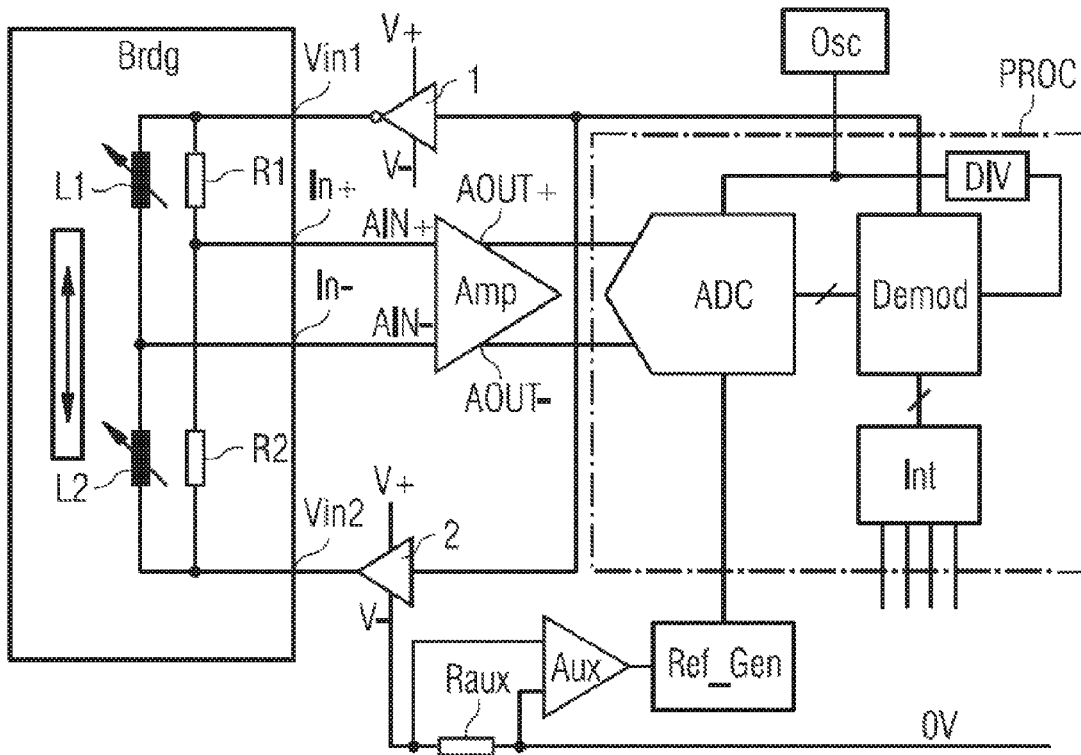 Brdg
Vin1
V+
1
Osc
PROC
L1
R1
V-
In+
AIN+
AOUT+
DIV
In-
AIN-
Amp
ADC
Demod
AOUT-
L2
R2
Int
Vin2
V+
2
V-
Raux
Aux
Ref_Gen
0V